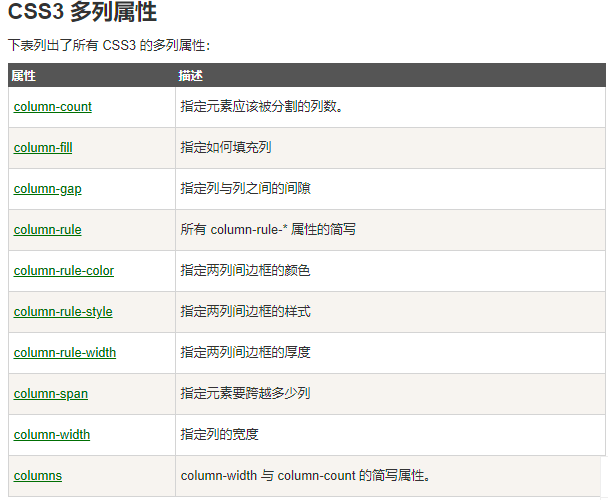 CSS3 多列属性
下表列出了所有 CSS3 的多列属性：
属性 描述
column-count 指定元素应该被分割的列数。
column-fill 指定如何填充列
column-gap 指定列与列之间的间隙
column-rule 所有 column-rule-* 属性的简写
column-rule-color 指定两列间边框的颜色
column-rule-style 指定两列间边框的样式
column-rule-width 指定两列间边框的厚度
column-span 指定元素要跨越多少列
column-width 指定列的宽度
columns column-width 与 column-count 的简写属性。